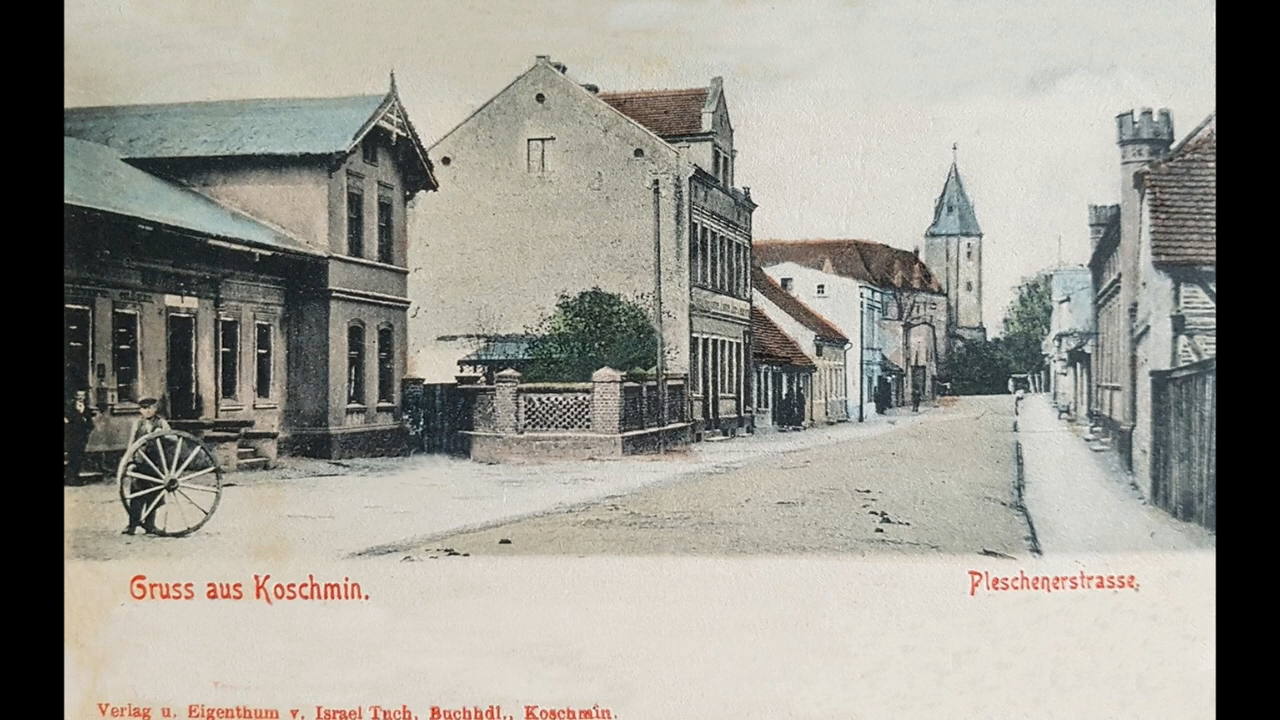 Gruss aus Koschmin.
Pleschenerstrasse.
Verlag u. Eigenthum v. Israel Tuch, Buchhdl., Koschmin.